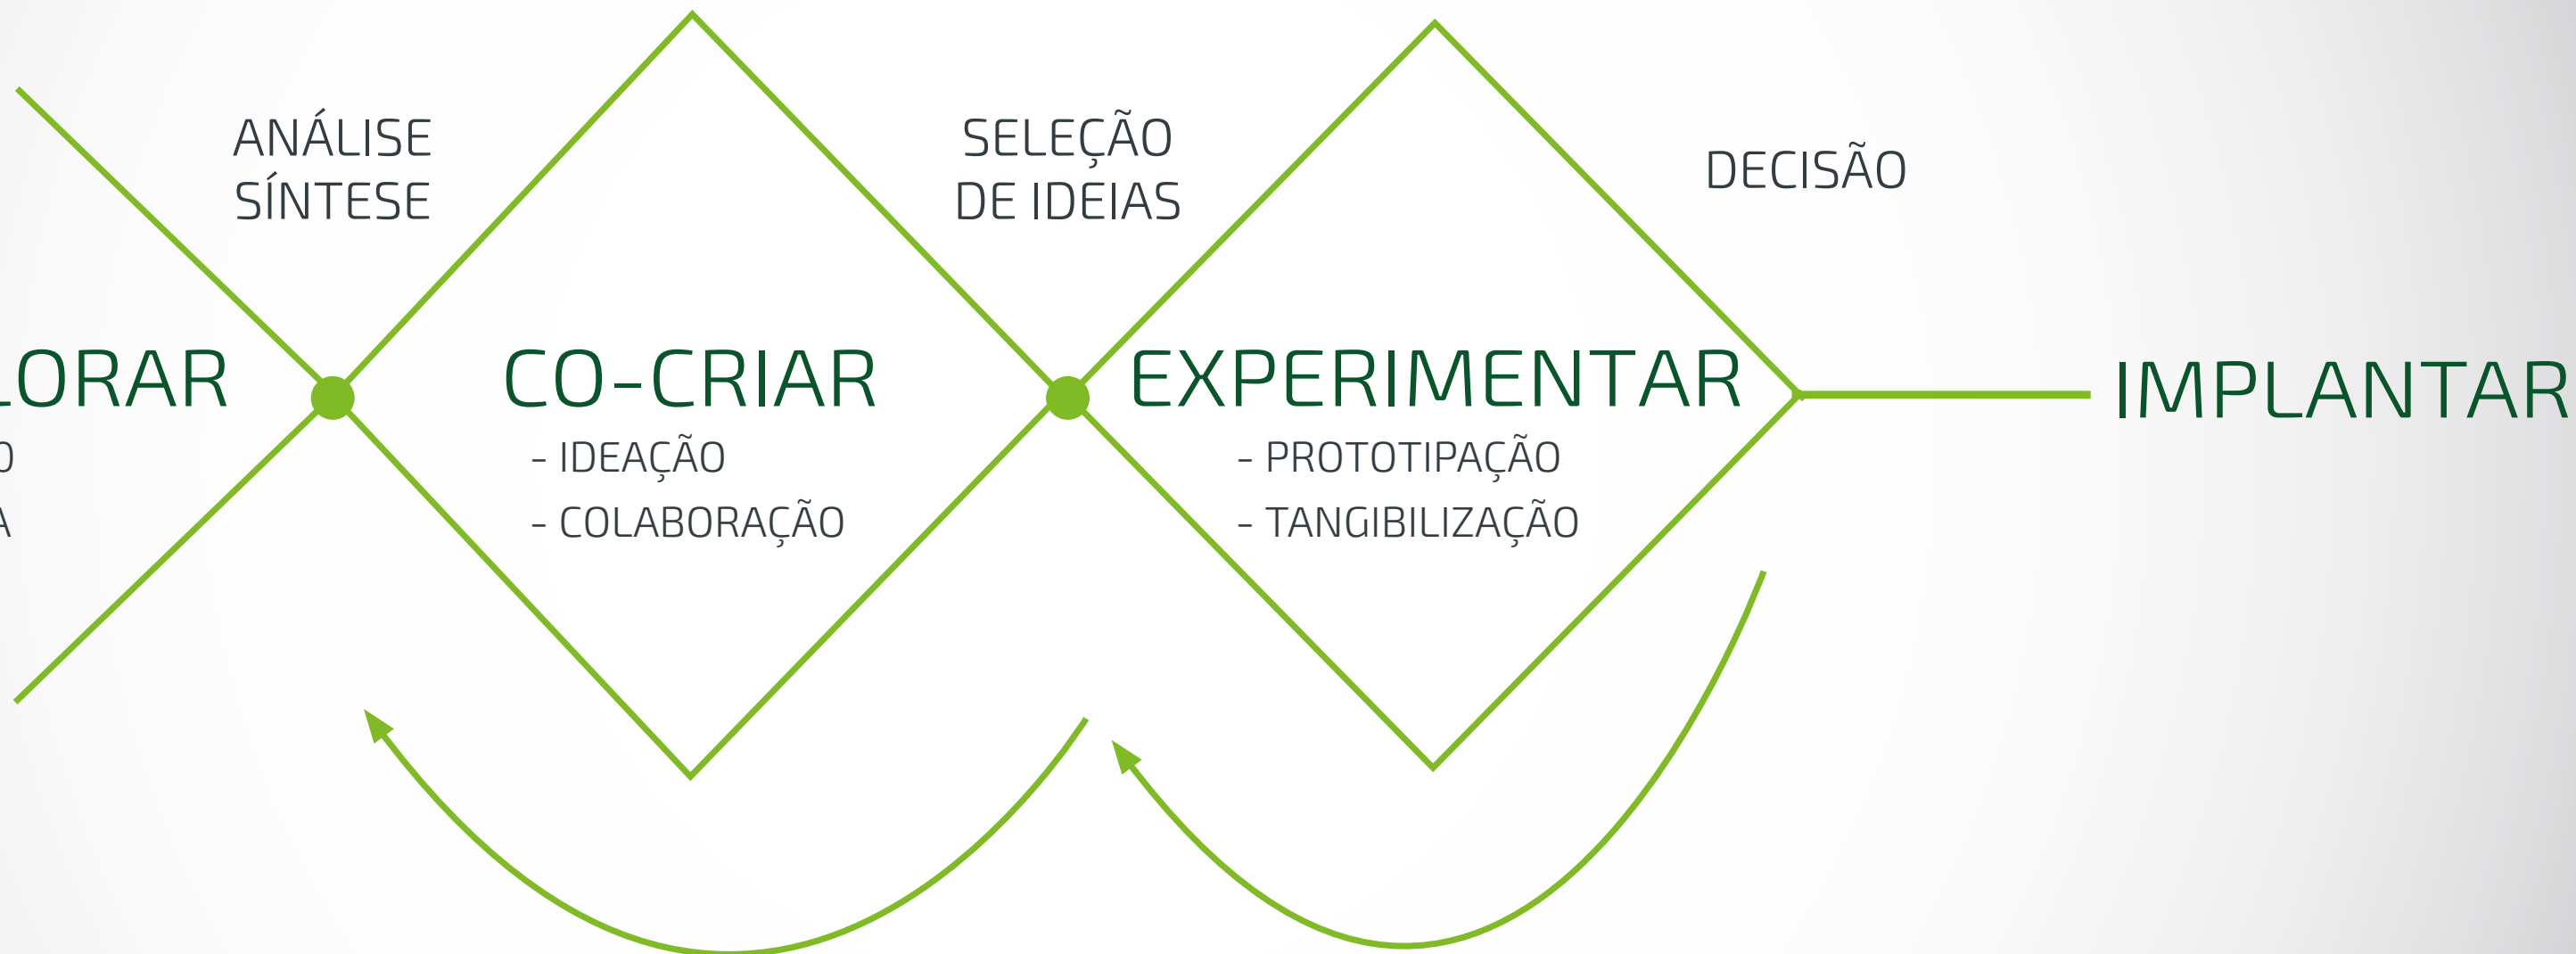 ANÁLISE
SÍNTESE
SELEÇÃO
DE IDEIAS
DECISÃO
LORAR
CO-CRIAR
EXPERIMENTAR
IMPLANTAR
- IDEAÇÃO
- COLABORAÇÃO
- PROTOTIPAÇÃO
- TANGIBILIZAÇÃO